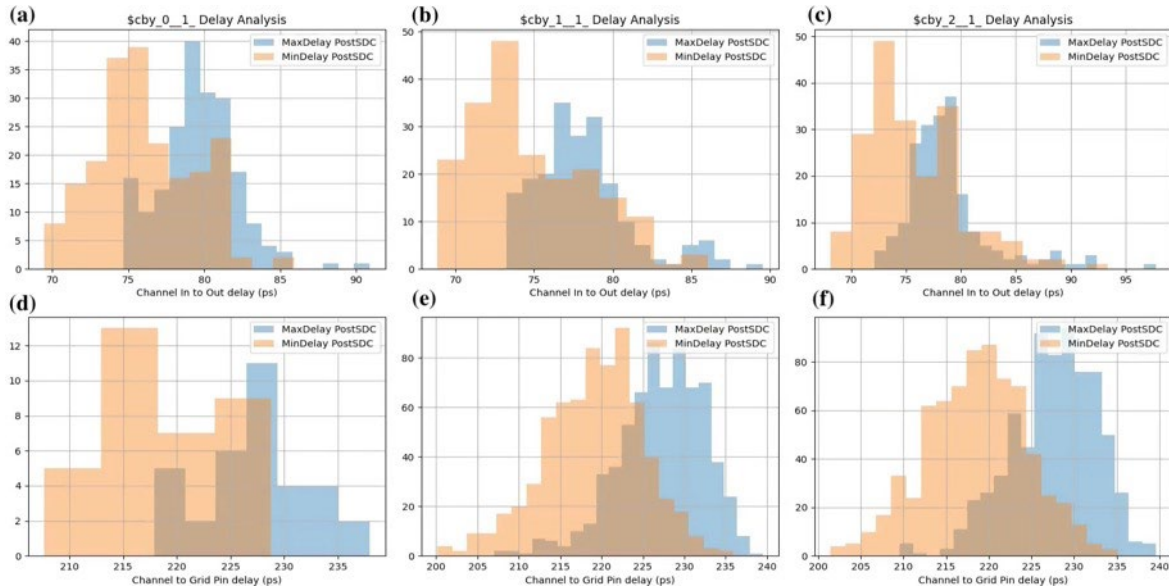 (a) $cby_0__1_ Delay Analysis
MaxDelay PostSDC
MinDelay PostSDC
40
35
30
25
20
15
10
5
0
70 75 80 85 90
Channel In to Out delay (ps)
(b) $cby_1__1_ Delay Analysis
MaxDelay PostSDC
MinDelay PostSDC
50
40
30
20
10
0
70 75 80 85 90
Channel In to Out delay (ps)
(c) $cby_2__1_ Delay Analysis
MaxDelay PostSDC
MinDelay PostSDC
50
40
30
20
10
0
70 75 80 85 90 95
Channel In to Out delay (ps)
(d)
MaxDelay PostSDC
MinDelay PostSDC
12
10
8
6
4
2
0
210 215 220 225 230 235
Channel to Grid Pin delay (ps)
(e)
MaxDelay PostSDC
MinDelay PostSDC
80
60
40
20
0
200 205 210 215 220 225 230 235 240
Channel to Grid Pin delay (ps)
(f)
MaxDelay PostSDC
MinDelay PostSDC
80
60
40
20
0
200 205 210 215 220 225 230 235 240
Channel to Grid Pin delay (ps)